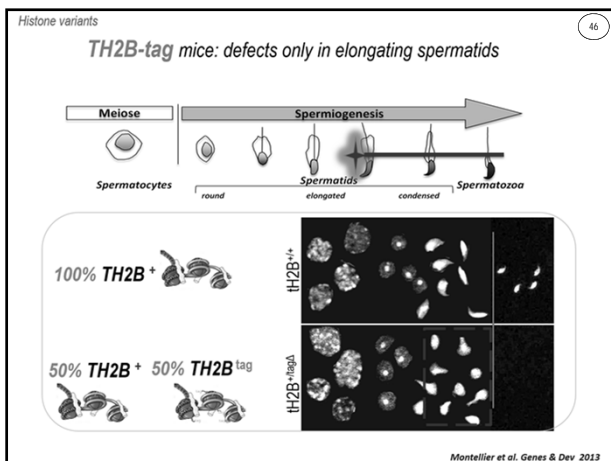 Histone variants
46
TH2B-tag mice: defects only in elongating spermatids
Meiose
Spermiogenesis
Spermatocytes
Spermatids
Spermatozoa
round
elongated
condensed
100% TH2B +
tH2B+/+
50% TH2B + 50% TH2B tag
tH2B+/tagΔ
Montellier et al. Genes & Dev 2013